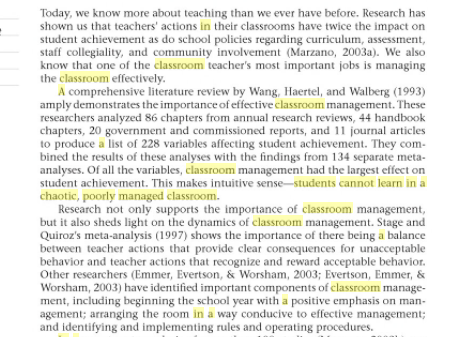 Today, we know more about teaching than we ever have before. Research has
shown us that teachers' actions in their classrooms have twice the impact on
student achievement as do school policies regarding curriculum, assessment,
staff collegiality, and community involvement (Marzano, 2003a). We also
know that one of the classroom teacher's most important jobs is managing
the classroom effectively.
A comprehensive literature review by Wang, Haertel, and Walberg (1993)
amply demonstrates the importance of effective classroom management. These
researchers analyzed 86 chapters from annual research reviews, 44 handbook
chapters, 20 government and commissioned reports, and 11 journal articles
to produce a list of 228 variables affecting student achievement. They com-
bined the results of these analyses with the findings from 134 separate meta-
analyses. Of all the variables, classroom management had the largest effect on
student achievement. This makes intuitive sense—students cannot learn in a
chaotic, poorly managed classroom.
Research not only supports the importance of classroom management,
but it also sheds light on the dynamics of classroom management. Stage and
Quiroz's meta-analysis (1997) shows the importance of there being a balance
between teacher actions that provide clear consequences for unacceptable
behavior and teacher actions that recognize and reward acceptable behavior.
Other researchers (Emmer, Evertson, & Worsham, 2003; Evertson, Emmer, &
Worsham, 2003) have identified important components of classroom manage-
ment, including beginning the school year with a positive emphasis on man-
agement; arranging the room in a way conducive to effective management;
and identifying and implementing rules and operating procedures.